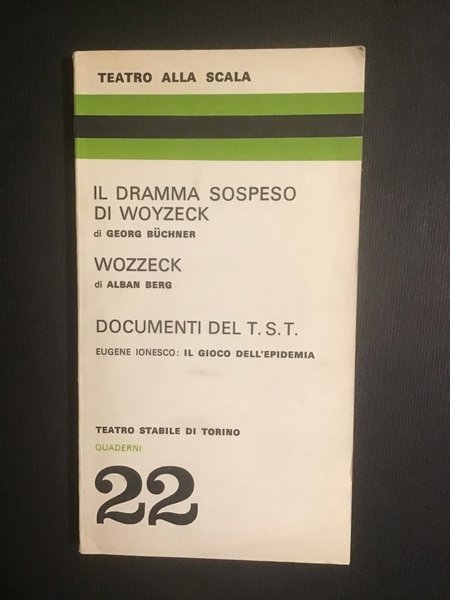 TEATRO ALLA SCALA
IL DRAMMA SOSPESO
DI WOYZECK
di GEORG BÜCHNER
WOZZECK
di ALBAN BERG
DOCUMENTI DEL T.S.T.
EUGENE IONESCO: IL GIOCO DELL'EPIDEMIA
TEATRO STABILE DI TORINO
QUADERNI
22